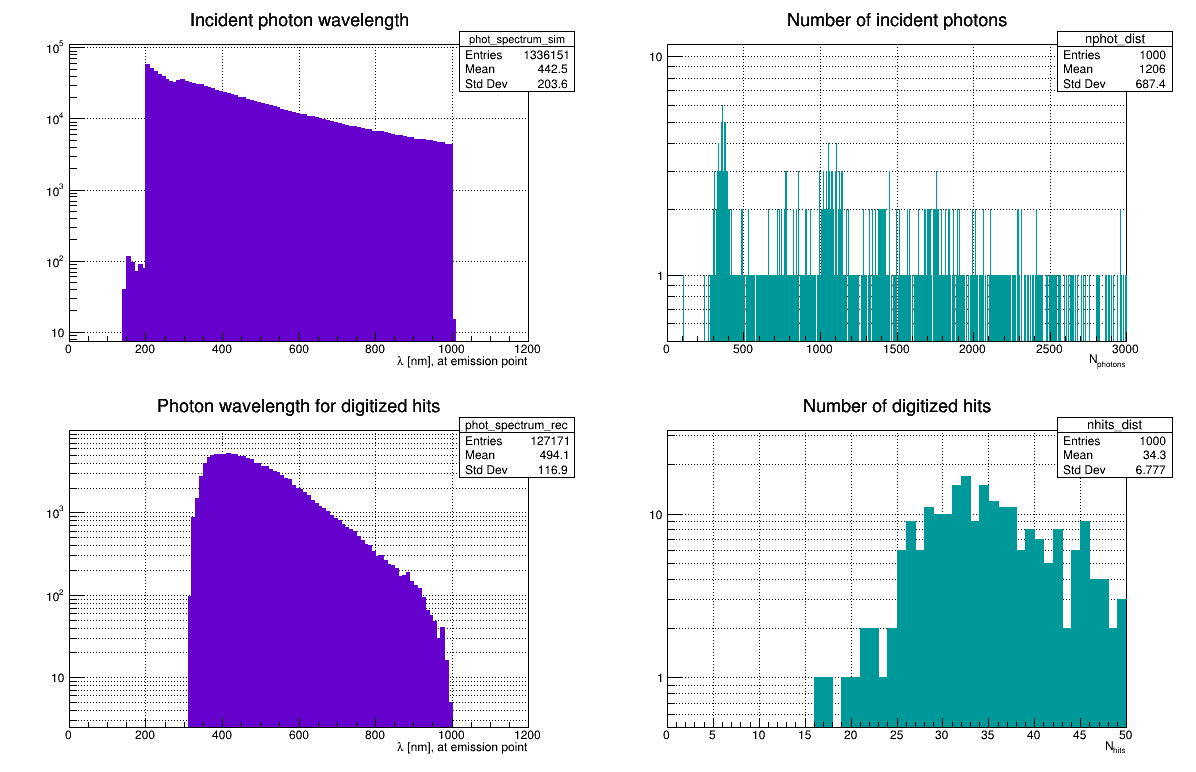 Incident photon wavelength
phot_spectrum_sim
Entries 1336151
Mean 442.5
Std Dev 203.6
10^5
10^4
10^3
10^2
10
0 200 400 600 800 1000 1200
λ [nm], at emission point
Number of incident photons
nphot_dist
Entries 1000
Mean 1206
Std Dev 687.4
10
1
0 500 1000 1500 2000 2500 3000
N_photons
Photon wavelength for digitized hits
phot_spectrum_rec
Entries 127171
Mean 494.1
Std Dev 116.9
10^3
10^2
10
0 200 400 600 800 1000 1200
λ [nm], at emission point
Number of digitized hits
nhits_dist
Entries 1000
Mean 34.3
Std Dev 6.777
10
1
0 5 10 15 20 25 30 35 40 45 50
N_hits